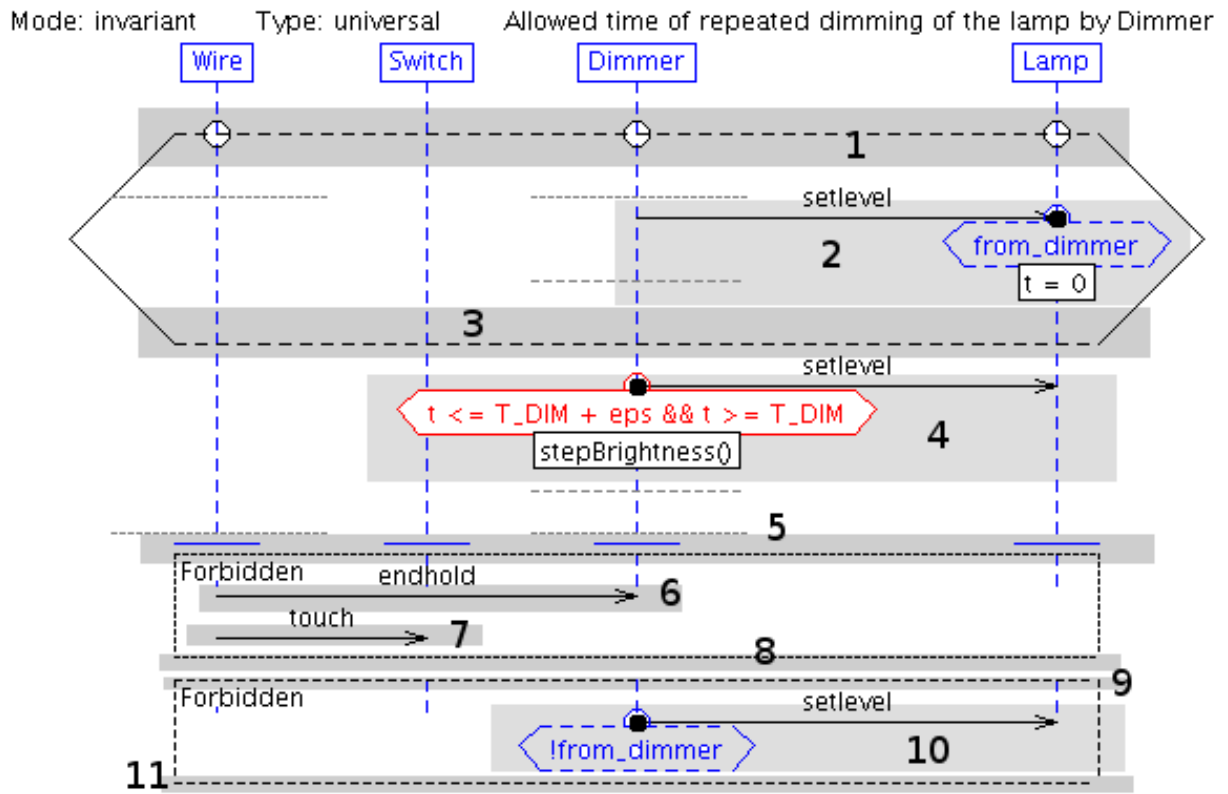 Mode: invariant Type: universal Allowed time of repeated dimming of the lamp by Dimmer
Wire Switch Dimmer Lamp
1
setlevel
2 from_dimmer
t = 0
3
setlevel
t <= T_DIM + eps && t >= T_DIM 4
stepBrightness()
5
Forbidden endhold
6
touch
7
8
9
Forbidden setlevel
!from_dimmer 10
11